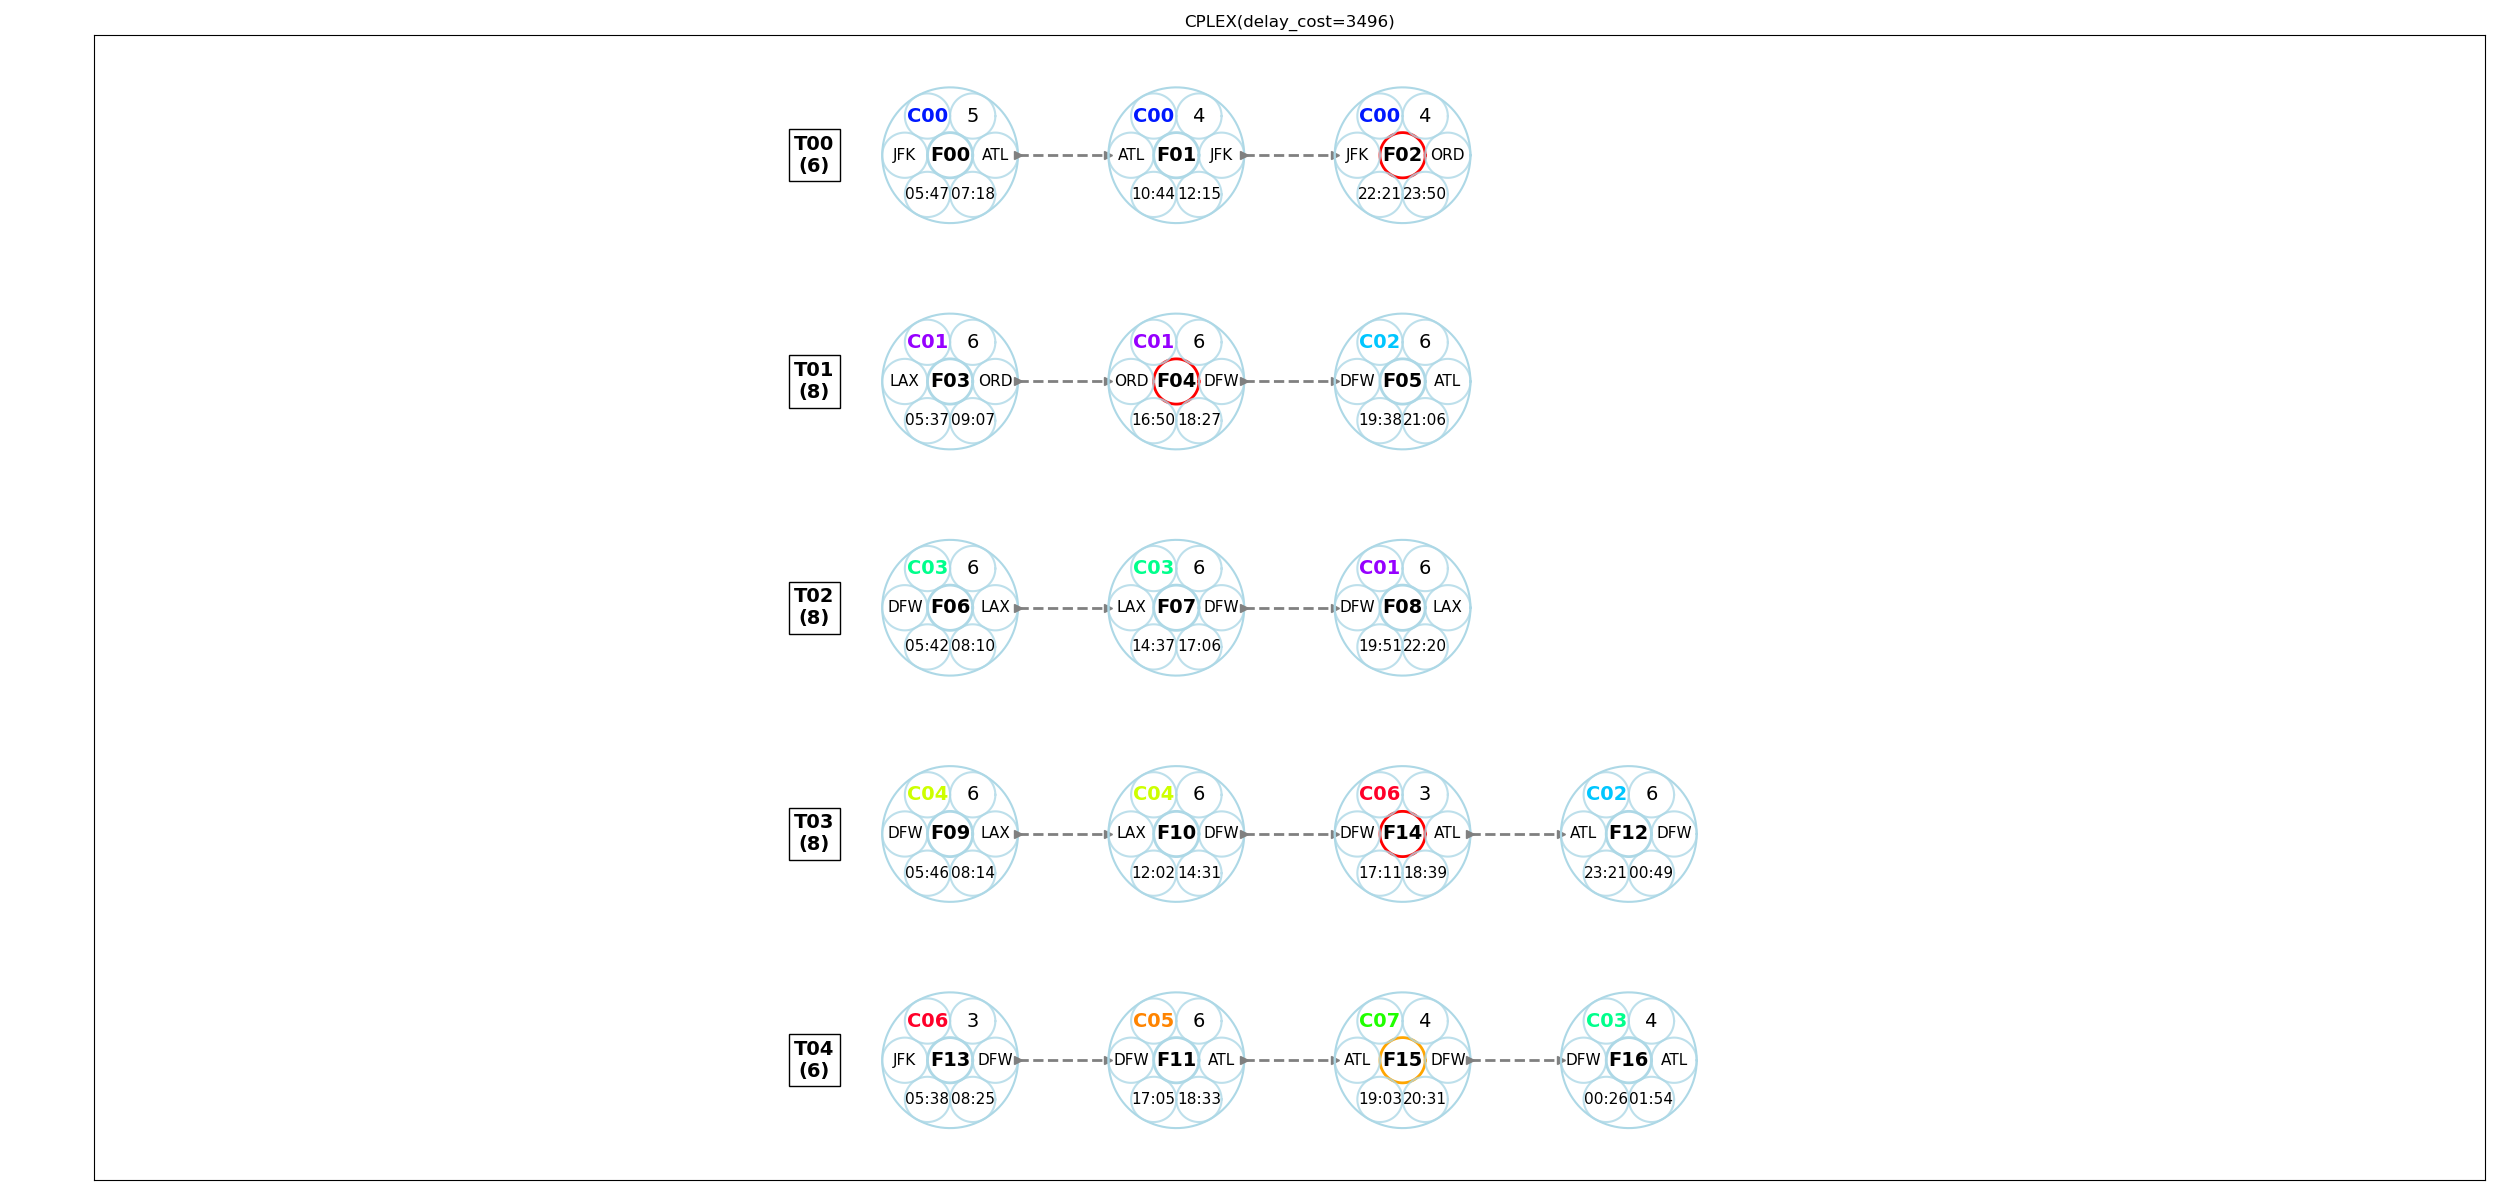 CPLEX(delay_cost=3496)
T00
(6)
C00 5
JFK F00 ATL
05:47 07:18
C00 4
ATL F01 JFK
10:44 12:15
C00 4
JFK F02 ORD
22:21 23:50
T01
(8)
C01 6
LAX F03 ORD
05:37 09:07
C01 6
ORD F04 DFW
16:50 18:27
C02 6
DFW F05 ATL
19:38 21:06
T02
(8)
C03 6
DFW F06 LAX
05:42 08:10
C03 6
LAX F07 DFW
14:37 17:06
C01 6
DFW F08 LAX
19:51 22:20
T03
(8)
C04 6
DFW F09 LAX
05:46 08:14
C04 6
LAX F10 DFW
12:02 14:31
C06 3
DFW F14 ATL
17:11 18:39
C02 6
ATL F12 DFW
23:21 00:49
T04
(6)
C06 3
JFK F13 DFW
05:38 08:25
C05 6
DFW F11 ATL
17:05 18:33
C07 4
ATL F15 DFW
19:03 20:31
C03 4
DFW F16 ATL
00:26 01:54